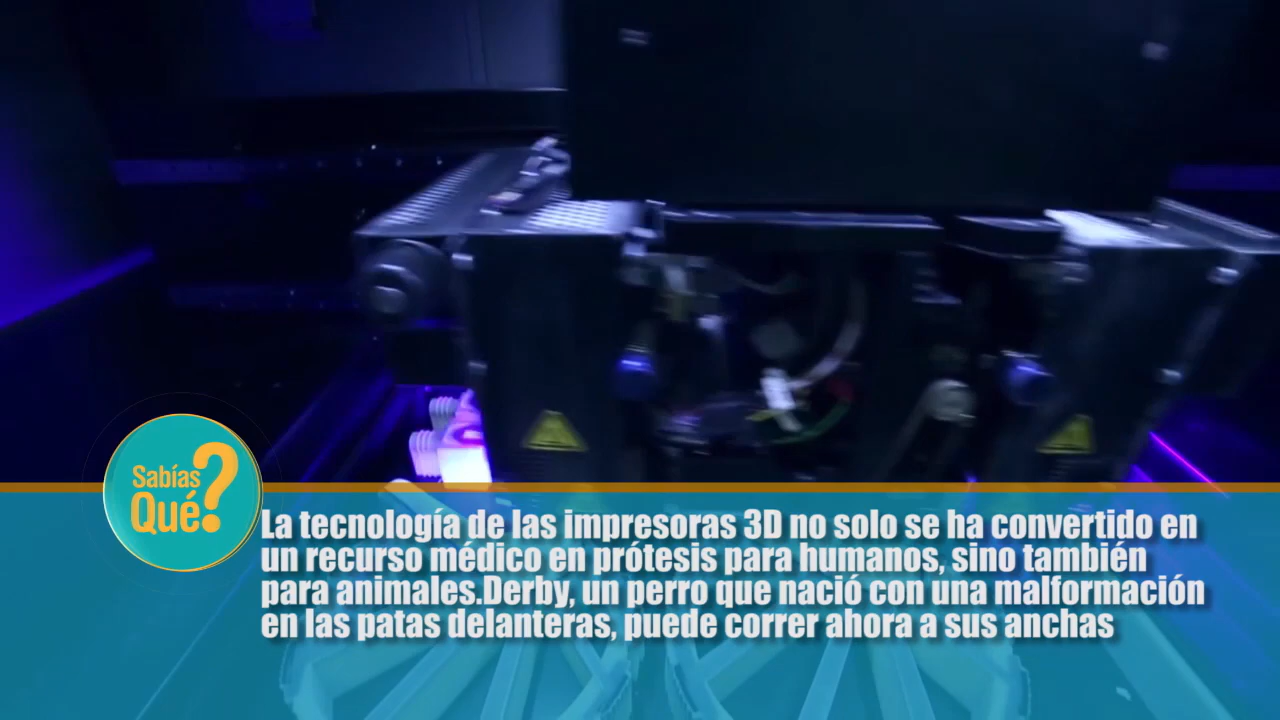 Sabías
Qué?
La tecnología de las impresoras 3D no solo se ha convertido en
un recurso médico en prótesis para humanos, sino también
para animales.Derby, un perro que nació con una malformación
en las patas delanteras, puede correr ahora a sus anchas